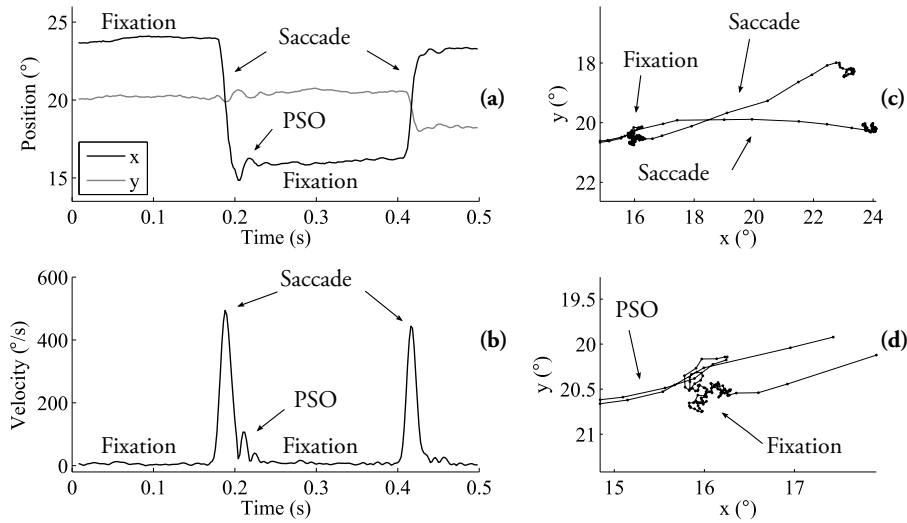 25
Fixation
Saccade
20
(a)
Position (°)
PSO
x
y
15
Fixation
0
0.1
0.2
0.3
0.4
0.5
Time (s)
18
Saccade
Fixation
y (°)
20
(c)
Saccade
22
16
18
20
22
24
x (°)
600
Saccade
400
(b)
Velocity (°/s)
200
PSO
Fixation
Fixation
0
0
0.1
0.2
0.3
0.4
0.5
Time (s)
19.5
PSO
20
(d)
y (°)
20.5
21
Fixation
15
16
17
x (°)